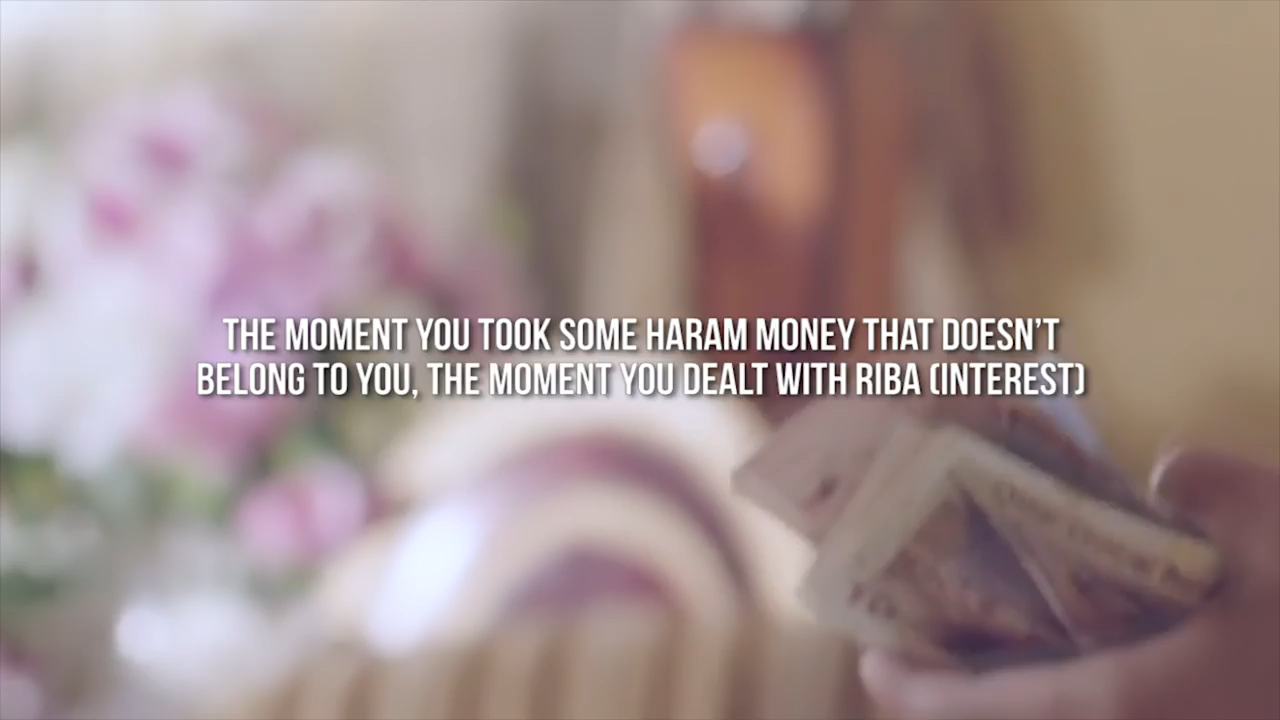 THE MOMENT YOU TOOK SOME HARAM MONEY THAT DOESN'T
BELONG TO YOU, THE MOMENT YOU DEALT WITH RIBA (INTEREST)